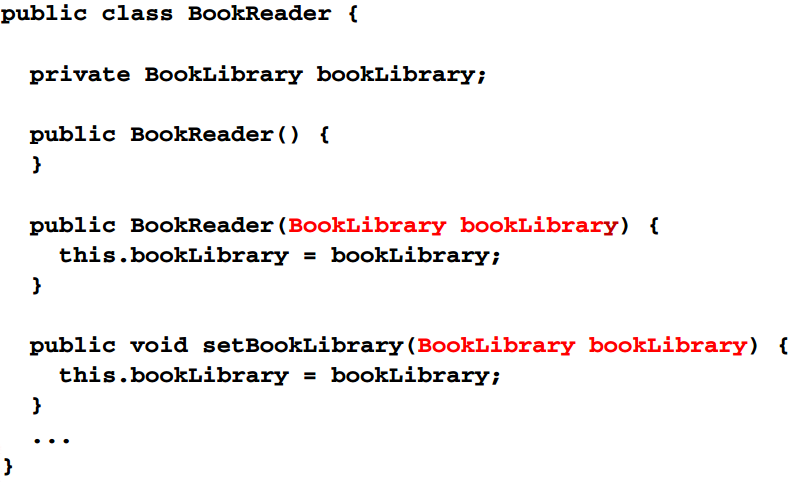 public class BookReader {
private BookLibrary bookLibrary;
public BookReader() {
}
public BookReader(BookLibrary bookLibrary) {
this.bookLibrary = bookLibrary;
}
public void setBookLibrary(BookLibrary bookLibrary) {
this.bookLibrary = bookLibrary;
}
...
}